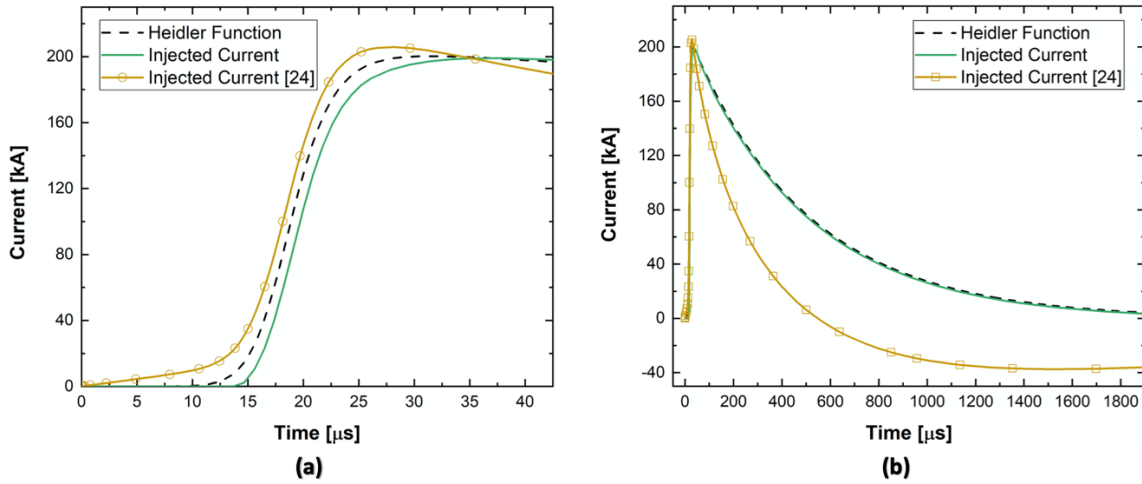 Heidler Function
Injected Current
Injected Current [24]
200
160
120
80
40
0
Current [kA]
0
5
10
15
20
25
30
35
40
Time [μs]
(a)
Heidler Function
Injected Current
Injected Current [24]
200
160
120
80
40
0
-40
Current [kA]
0
200
400
600
800
1000
1200
1400
1600
1800
Time [μs]
(b)